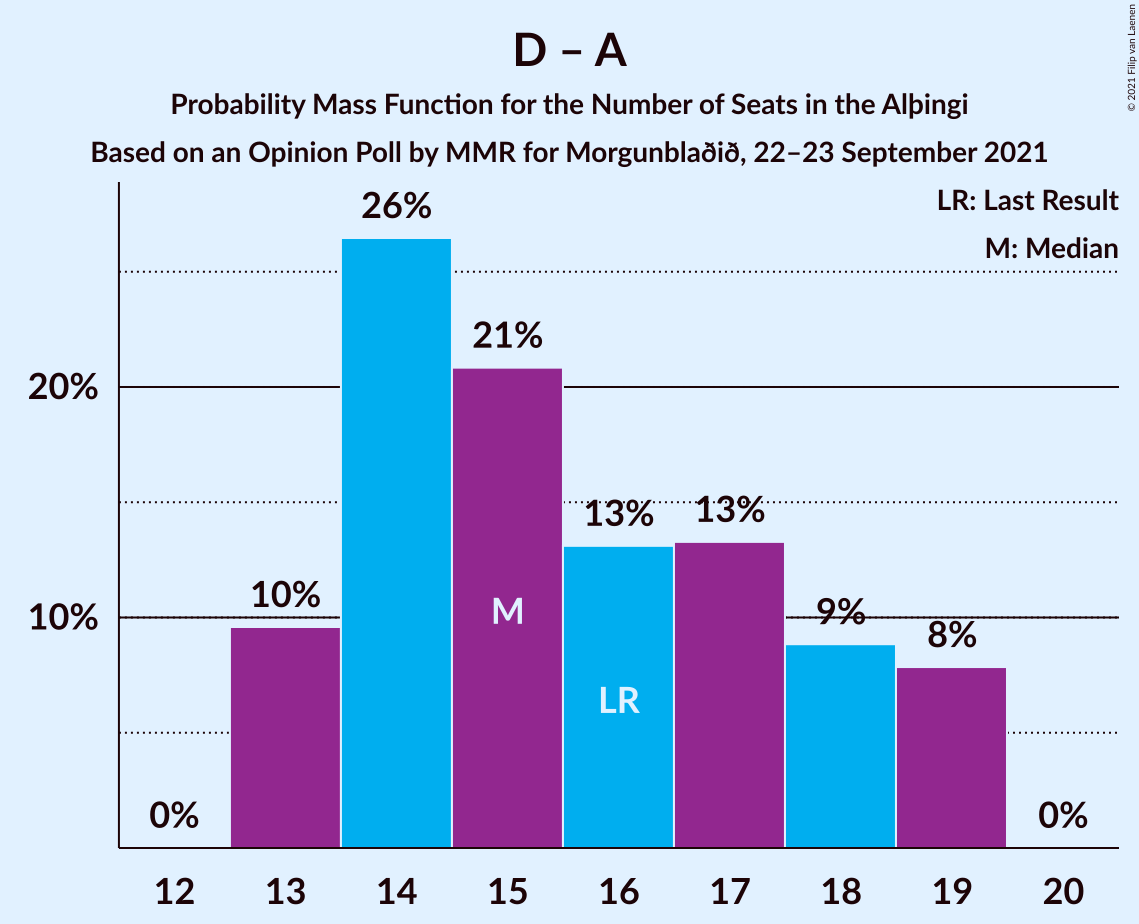 D – A
Probability Mass Function for the Number of Seats in the Alþingi
Based on an Opinion Poll by MMR for Morgunblaðið, 22–23 September 2021
© 2021 Filip van Laenen
LR: Last Result
M: Median
20%
10%
0%
10%
26%
21%
13%
13%
9%
8%
0%
M
LR
12 13 14 15 16 17 18 19 20